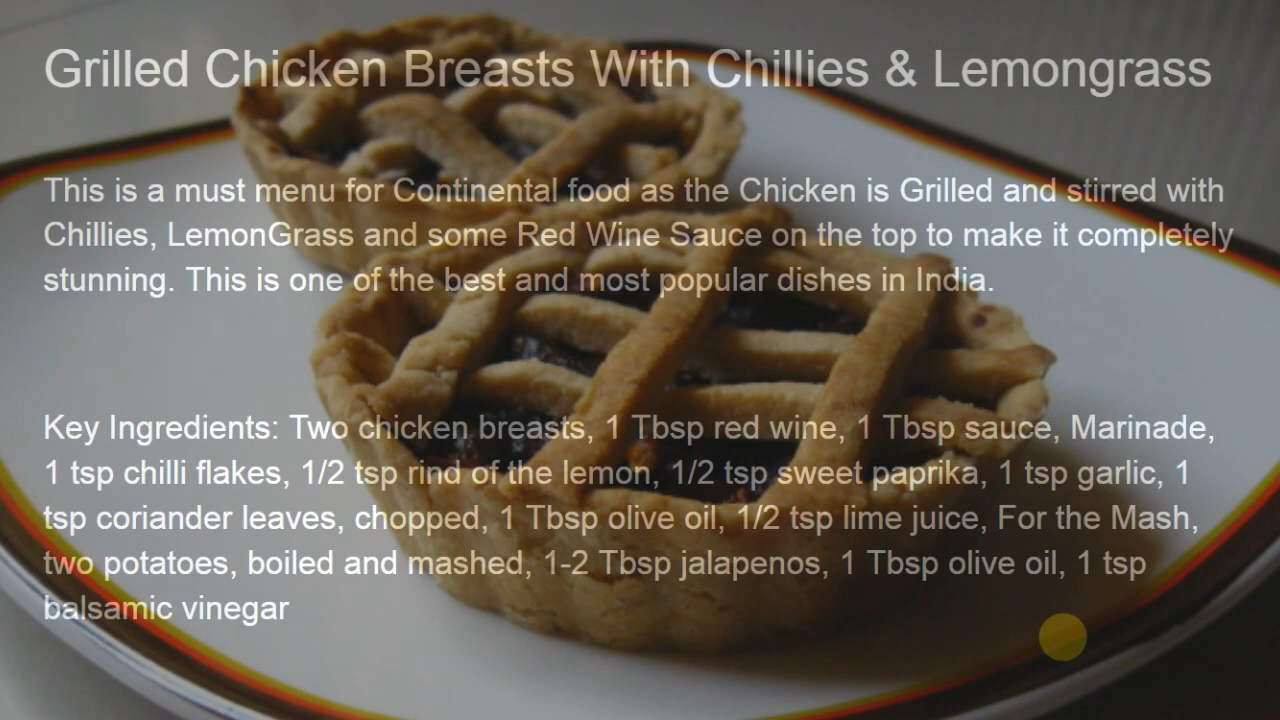 Grilled Chicken Breasts With Chillies & Lemongrass
This is a must menu for Continental food as the Chicken is Grilled and stirred with
Chillies, LemonGrass and some Red Wine Sauce on the top to make it completely
stunning. This is one of the best and most popular dishes in India.
Key Ingredients: Two chicken breasts, 1 Tbsp red wine, 1 Tbsp sauce, Marinade,
1 tsp chilli flakes, 1/2 tsp rind of the lemon, 1/2 tsp sweet paprika, 1 tsp garlic, 1
tsp coriander leaves, chopped, 1 Tbsp olive oil, 1/2 tsp lime juice, For the Mash,
two potatoes, boiled and mashed, 1-2 Tbsp jalapenos, 1 Tbsp olive oil, 1 tsp
balsamic vinegar